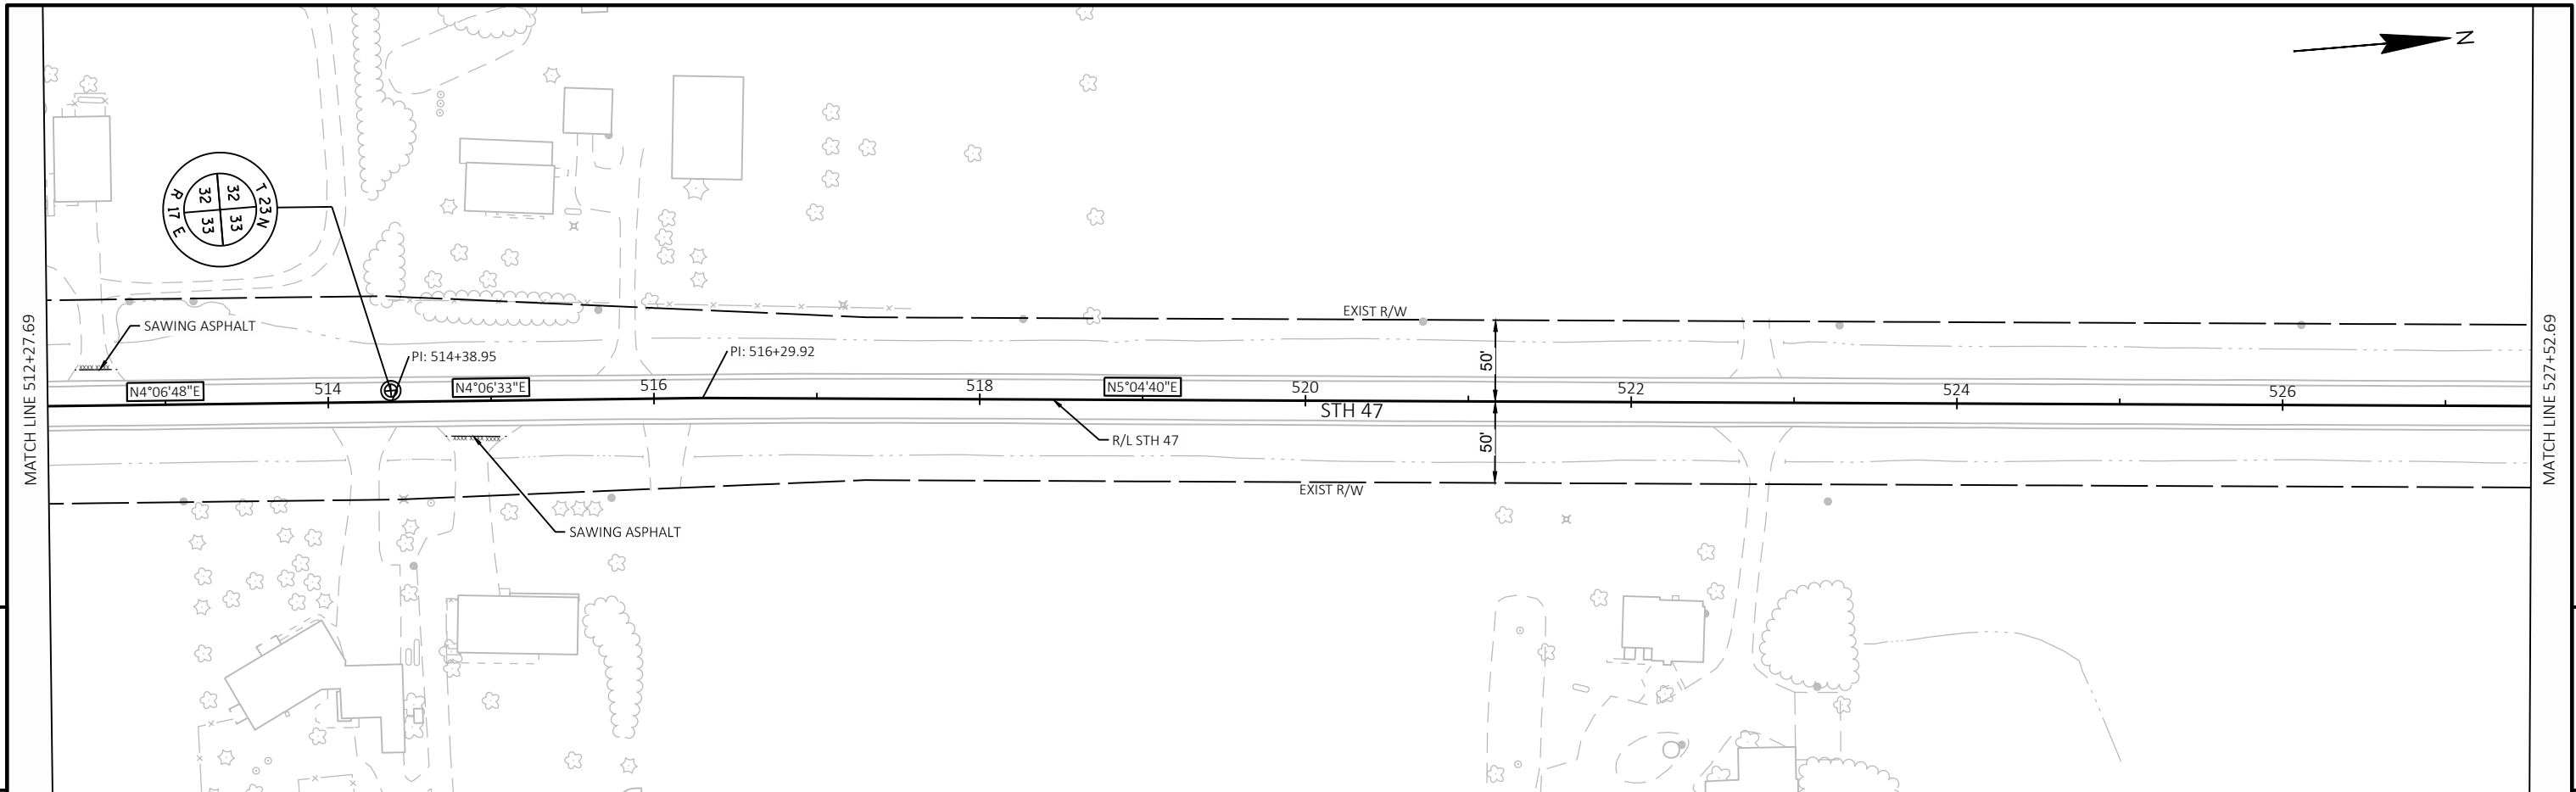 N
MATCH LINE 512+27.69
T 23 N
32 33
32 33
R 17 E
SAWING ASPHALT
EXIST R/W
PI: 514+38.95
PI: 516+29.92
N4°06'48"E
514
N4°06'33"E
516
518
N5°04'40"E
520
522
524
526
50'
STH 47
R/L STH 47
50'
EXIST R/W
SAWING ASPHALT
MATCH LINE 527+52.69